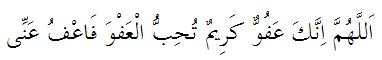 اَللَّهُمَّ اِنَّكَ عَفُوٌّ كَرِيمٌ تُحِبُّ الْعَفْوَ فَاعْفُ عَنِّى